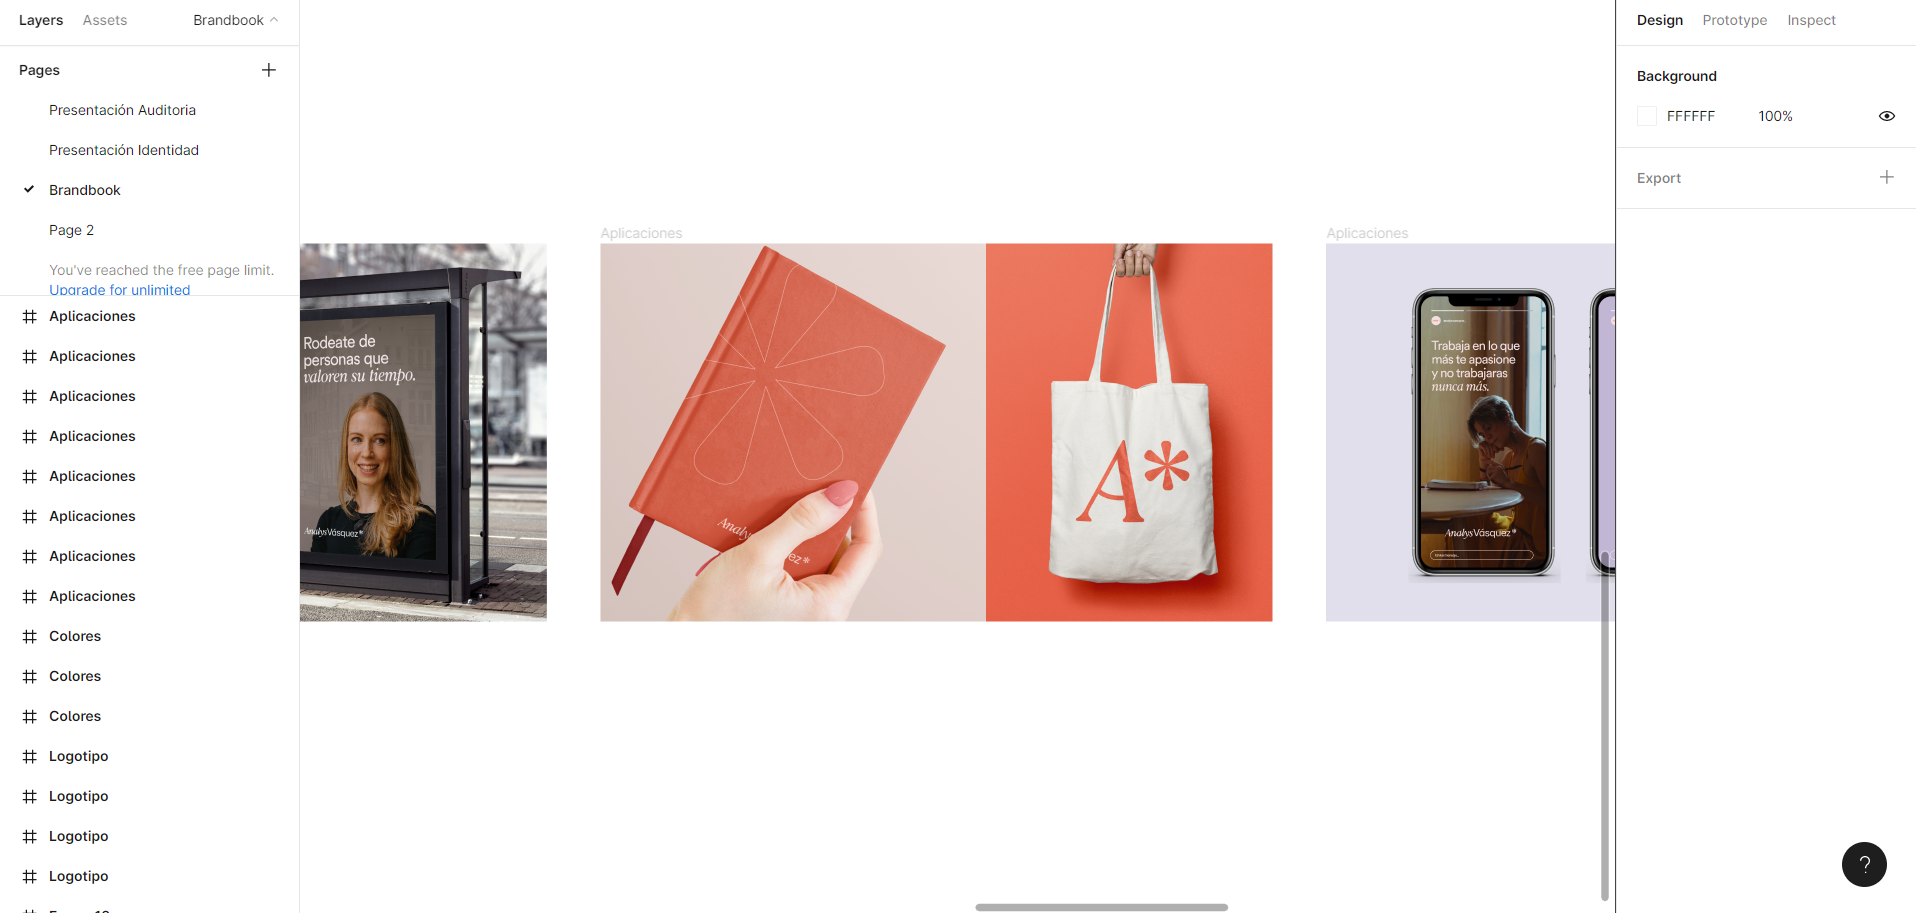 Layers Assets Brandbook
Pages
Presentación Auditoria
Presentación Identidad
Brandbook
Page 2
You've reached the free page limit.
Upgrade for unlimited
Aplicaciones
Aplicaciones
Aplicaciones
Aplicaciones
Aplicaciones
Aplicaciones
Aplicaciones
Aplicaciones
Colores
Colores
Colores
Logotipo
Logotipo
Logotipo
Logotipo
Rodeate de
personas que
valoren su tiempo.
AnalysVásquez*
Aplicaciones
Analy
ez*
A*
Aplicaciones
Trabaja en lo que
más te apasione
y no trabajaras
nunca más.
AnalysVásquez*
Design Prototype Inspect
Background
FFFFFF 100%
Export
?